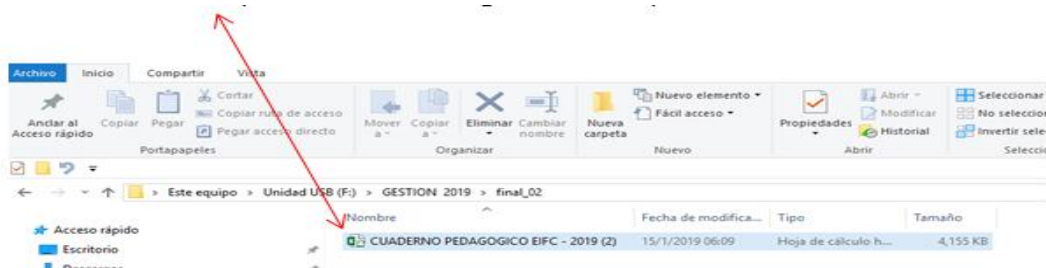 Archivo Inicio Compartir Vista
Anclar al Acceso rápido
Copiar
Pegar
Cortar
Copiar ruta de acceso
Pegar acceso directo
Portapapeles
Mover a
Copiar a
Eliminar
Cambiar nombre
Organizar
Nueva carpeta
Nuevo elemento
Fácil acceso
Nuevo
Propiedades
Abrir
Modificar
Historial
Abrir
Seleccionar
No seleccion
Invertir sele
Selecci
> Este equipo > Unidad USB (F:) > GESTION 2019 > final_02
Nombre Fecha de modifica... Tipo Tamaño
Acceso rápido
Escritorio
CUADERNO PEDAGOGICO EIFC - 2019 (2) 15/1/2019 06:09 Hoja de cálculo h... 4,155 KB